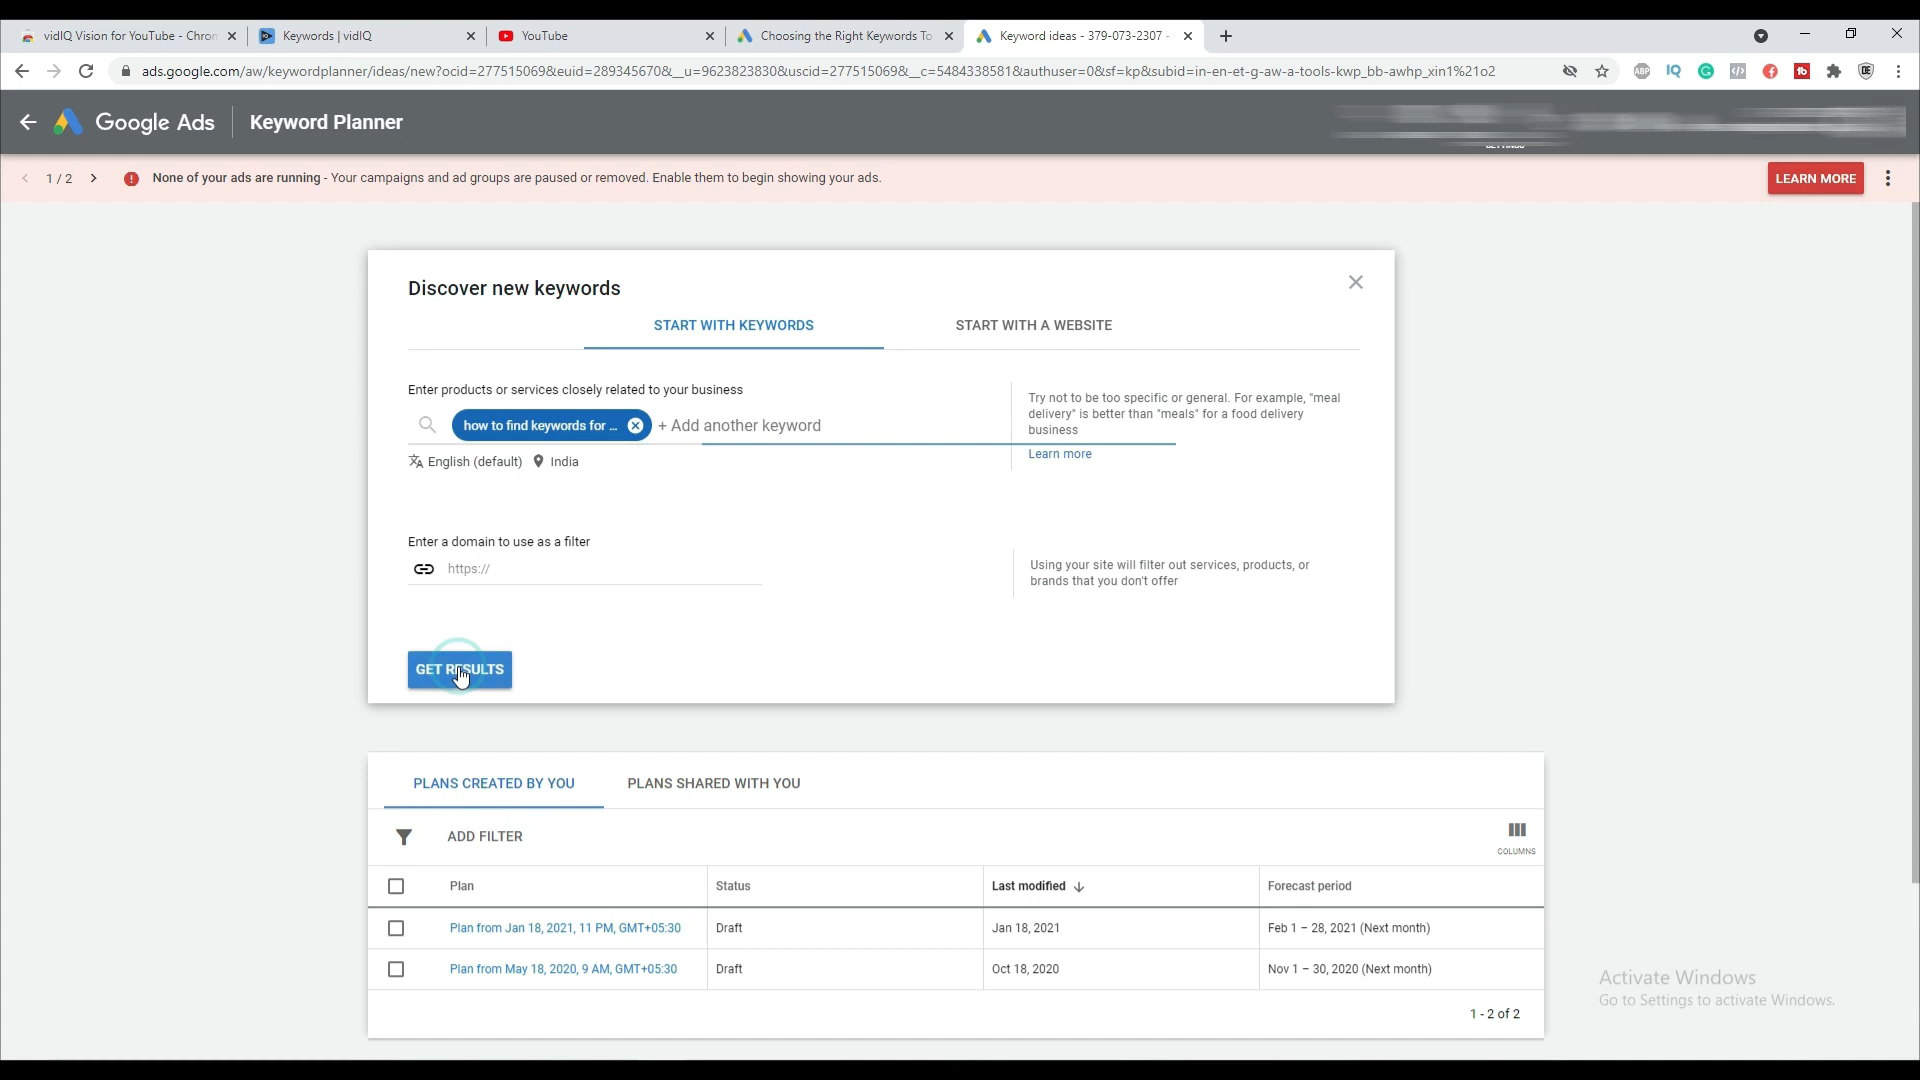 vidIQ Vision for YouTube - Chron
Keywords | vidIQ
YouTube
Choosing the Right Keywords To
Keyword ideas - 379-073-2307 -
ads.google.com/aw/keywordplanner/ideas/new?ocid=277515069&euid=289345670&__u=9623823830&uscid=277515069&__c=5484338581&authuser=0&sf=kp&subid=in-en-et-g-aw-a-tools-kwp_bb-awhp_xin1%21o2
ABP
IQ
Google Ads
Keyword Planner
1 / 2
None of your ads are running - Your campaigns and ad groups are paused or removed. Enable them to begin showing your ads.
LEARN MORE
Discover new keywords
START WITH KEYWORDS
START WITH A WEBSITE
Enter products or services closely related to your business
how to find keywords for ...
+ Add another keyword
English (default)
India
Try not to be too specific or general. For example, "meal
delivery" is better than "meals" for a food delivery
business
Learn more
Enter a domain to use as a filter
https://
Using your site will filter out services, products, or
brands that you don't offer
GET RESULTS
PLANS CREATED BY YOU
PLANS SHARED WITH YOU
ADD FILTER
COLUMNS
Plan
Status
Last modified
Forecast period
Plan from Jan 18, 2021, 11 PM, GMT+05:30
Draft
Jan 18, 2021
Feb 1 – 28, 2021 (Next month)
Plan from May 18, 2020, 9 AM, GMT+05:30
Draft
Oct 18, 2020
Nov 1 – 30, 2020 (Next month)
1 - 2 of 2
Activate Windows
Go to Settings to activate Windows.